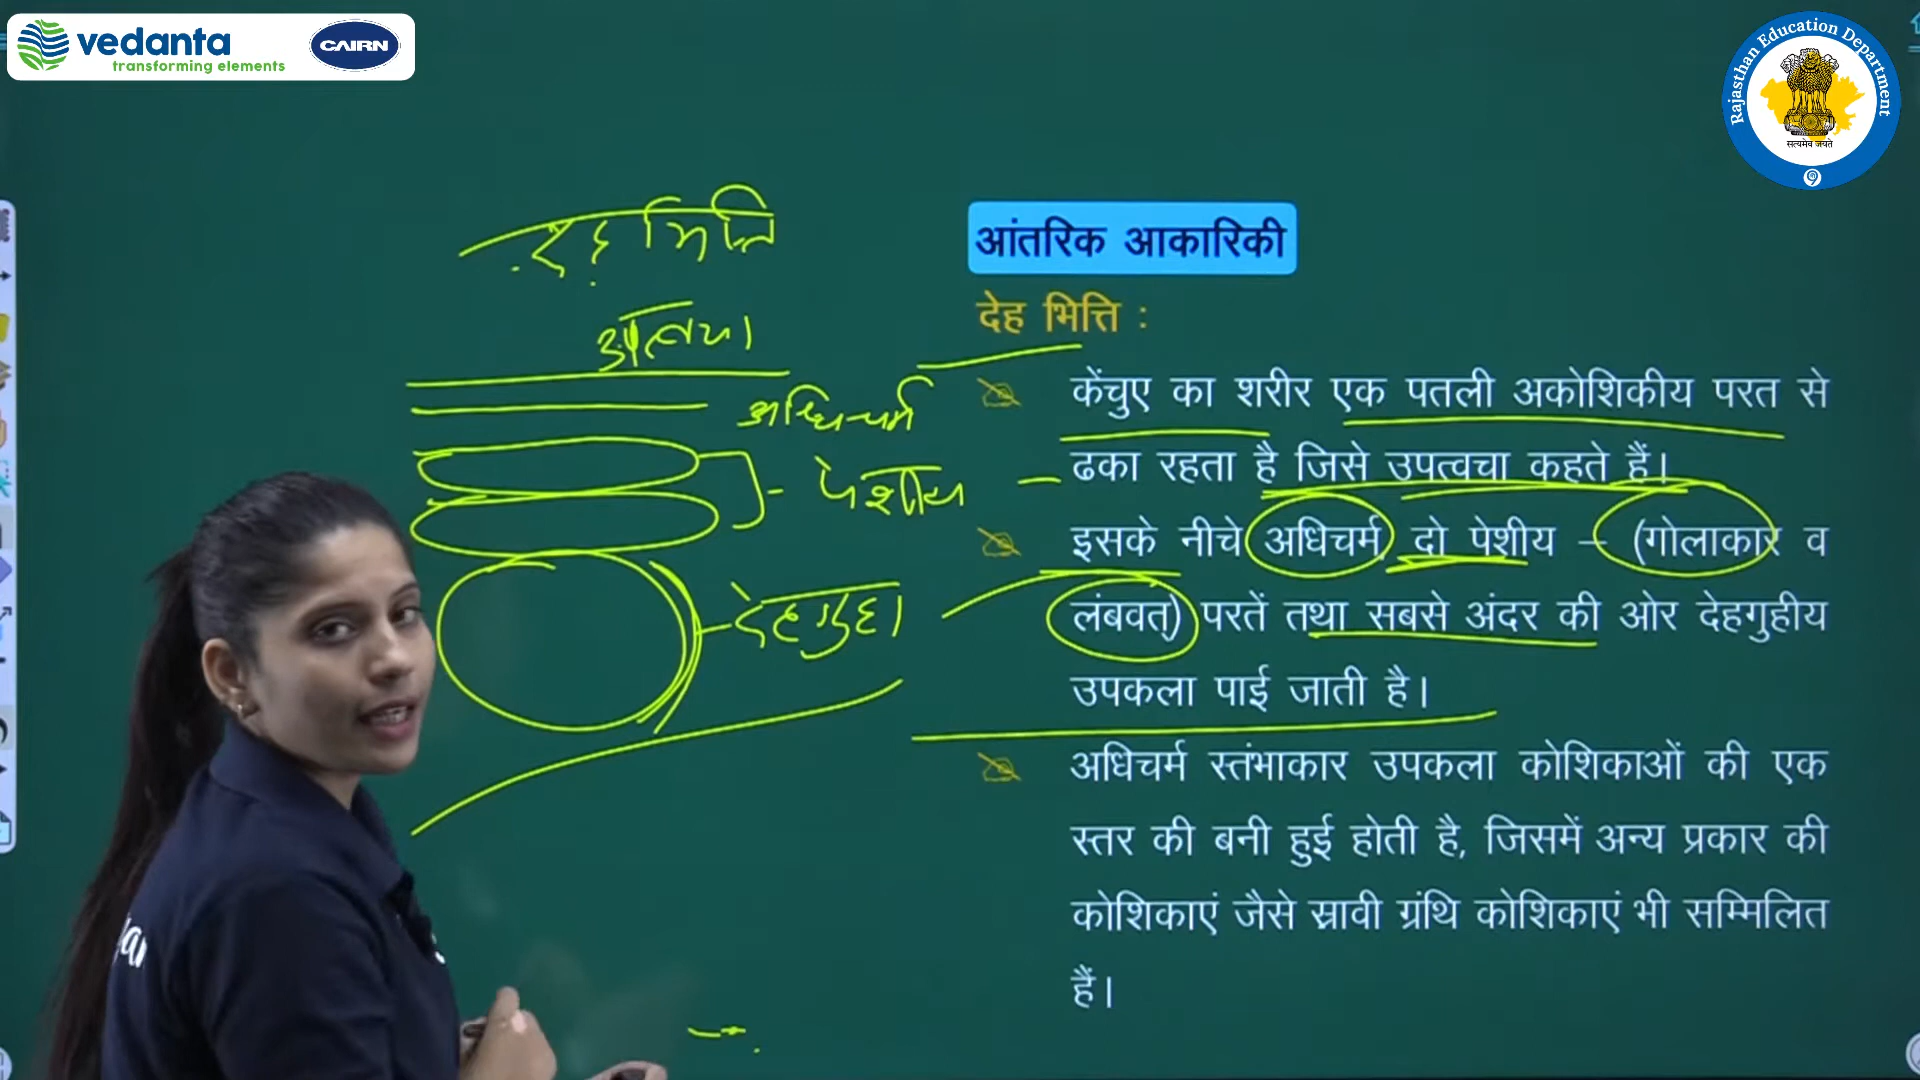 vedanta
transforming elements
CAIRN
Rajasthan Education Department
सत्यमेव जयते
आंतरिक आकारिकी
देह भित्ति :
केंचुए का शरीर एक पतली अकोशिकीय परत से
ढका रहता है जिसे उपत्वचा कहते हैं।
इसके नीचे अधिचर्म, दो पेशीय – (गोलाकार व
लंबवत्) परतें तथा सबसे अंदर की ओर देहगुहीय
उपकला पाई जाती है।
अधिचर्म स्तंभाकार उपकला कोशिकाओं की एक
स्तर की बनी हुई होती है, जिसमें अन्य प्रकार की
कोशिकाएं जैसे स्रावी ग्रंथि कोशिकाएं भी सम्मिलित
हैं।
अधिचर्म
पेशीय
देहगुहा